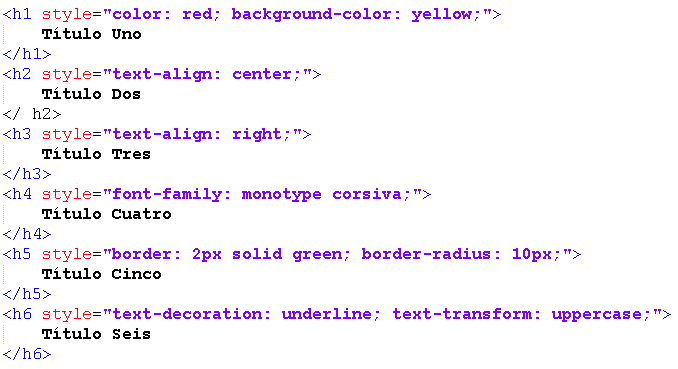 <h1 style="color: red; background-color: yellow;">
Título Uno
</h1>
<h2 style="text-align: center;">
Título Dos
</ h2>
<h3 style="text-align: right;">
Título Tres
</h3>
<h4 style="font-family: monotype corsiva;">
Título Cuatro
</h4>
<h5 style="border: 2px solid green; border-radius: 10px;">
Título Cinco
</h5>
<h6 style="text-decoration: underline; text-transform: uppercase;">
Título Seis
</h6>